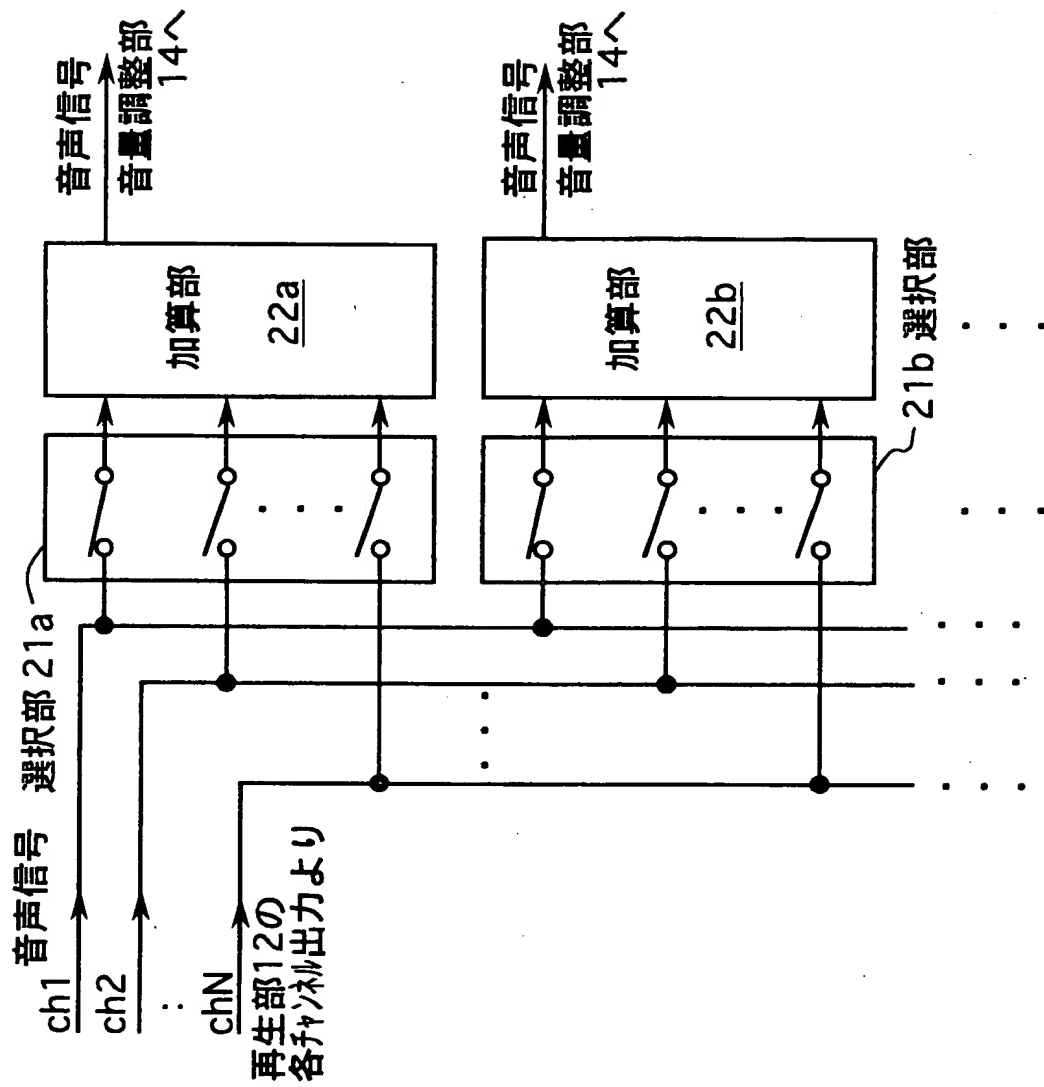 音声信号
ch1
ch2
:
chN
再生部12の
各チャンネル出力より
選択部 21a
加算部
22a
音声信号
音量調整部
14へ
21b 選択部
加算部
22b
音声信号
音量調整部
14へ